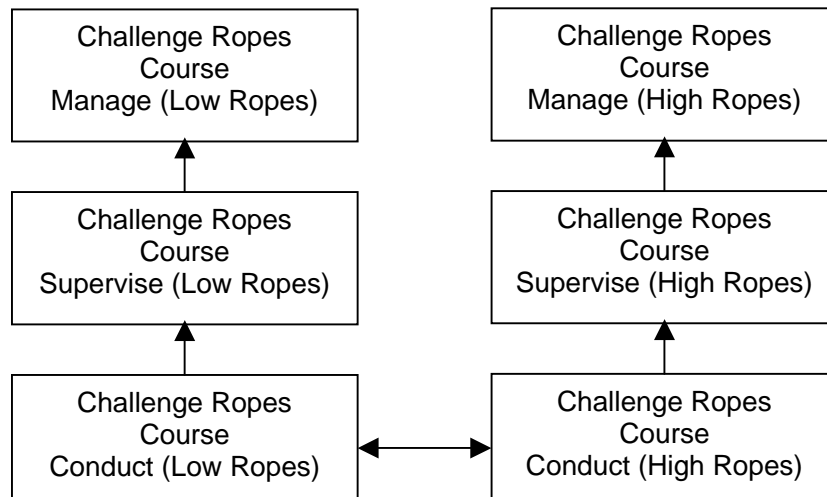 Challenge Ropes
Course
Manage (Low Ropes)
Challenge Ropes
Course
Manage (High Ropes)
Challenge Ropes
Course
Supervise (Low Ropes)
Challenge Ropes
Course
Supervise (High Ropes)
Challenge Ropes
Course
Conduct (Low Ropes)
Challenge Ropes
Course
Conduct (High Ropes)